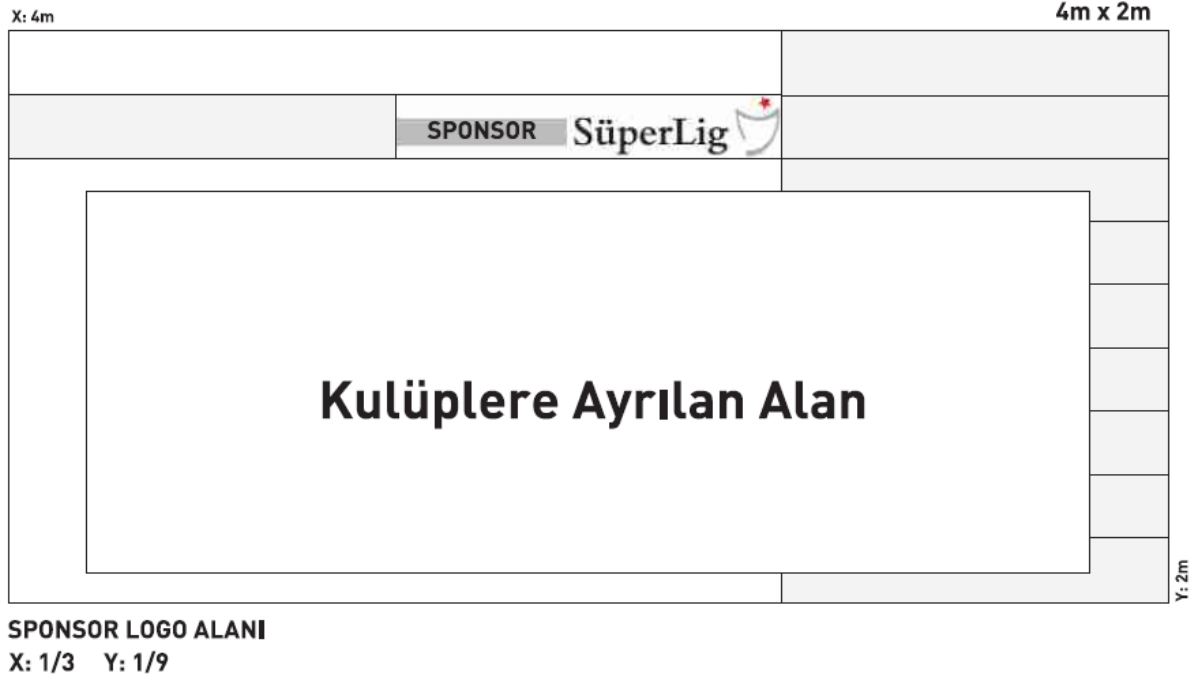 X: 4m
4m x 2m
SPONSOR SüperLig
Kulüplere Ayrılan Alan
Y: 2m
SPONSOR LOGO ALANI
X: 1/3 Y: 1/9